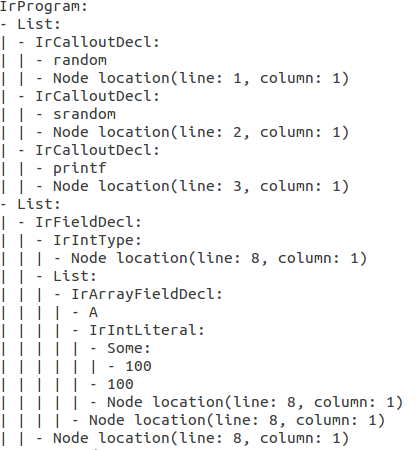 IrProgram:
- List:
| - IrCalloutDecl:
| | - random
| | - Node location(line: 1, column: 1)
| - IrCalloutDecl:
| | - srandom
| | - Node location(line: 2, column: 1)
| - IrCalloutDecl:
| | - printf
| | - Node location(line: 3, column: 1)
- List:
| - IrFieldDecl:
| | - IrIntType:
| | | - Node location(line: 8, column: 1)
| | - List:
| | | - IrArrayFieldDecl:
| | | | - A
| | | | - IrIntLiteral:
| | | | | - Some:
| | | | | | - 100
| | | | | - 100
| | | | | - Node location(line: 8, column: 1)
| | | | - Node location(line: 8, column: 1)
| | - Node location(line: 8, column: 1)